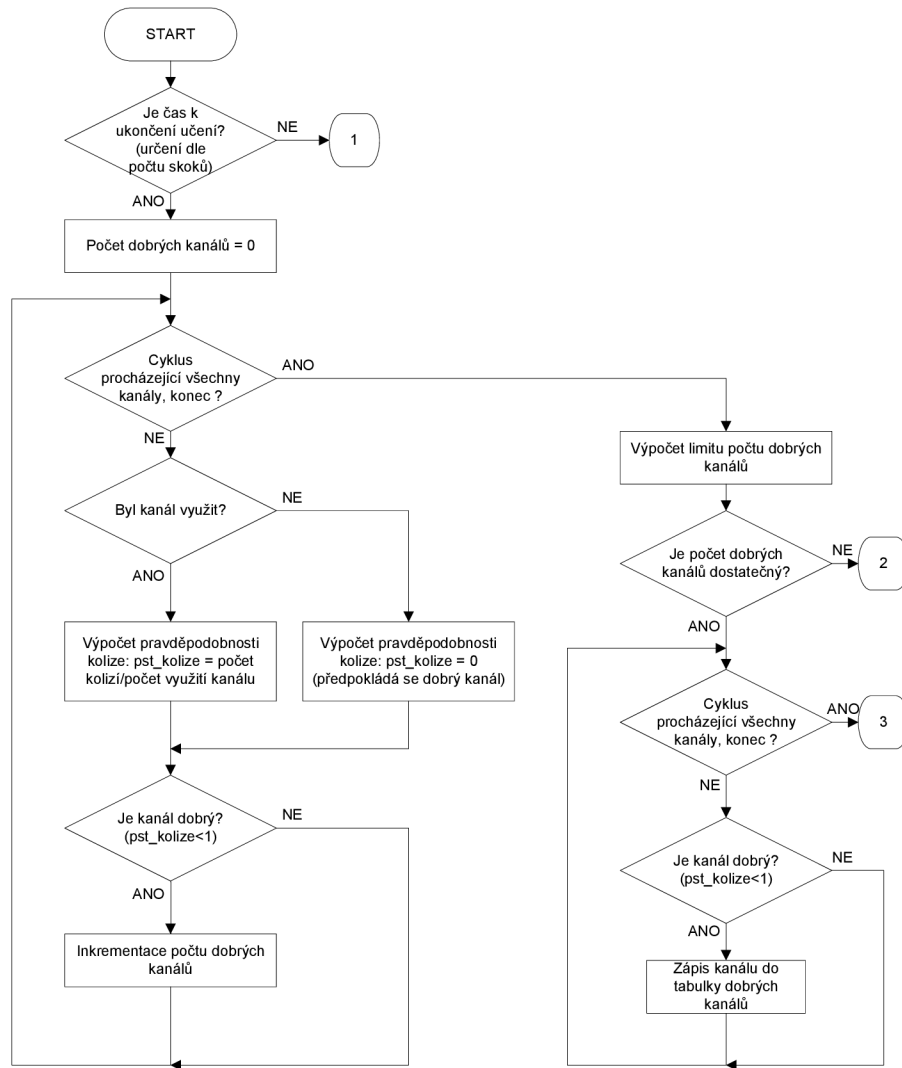 START
Je čas k
ukončení učení?
(určení dle
počtu skoků)
NE
1
ANO
Počet dobrých kanálů = 0
Cyklus
procházející všechny
kanály, konec ?
ANO
NE
Výpočet limitu počtu dobrých
kanálů
Byl kanál využit?
NE
ANO
Je počet dobrých
kanálů dostatečný?
NE
2
ANO
Výpočet pravděpodobnosti
kolize: pst_kolize = počet
kolizí/počet využití kanálu
Výpočet pravděpodobnosti
kolize: pst_kolize = 0
(předpokládá se dobrý kanál)
Cyklus
procházející všechny
kanály, konec ?
ANO
3
NE
Je kanál dobrý?
(pst_kolize<1)
NE
ANO
Je kanál dobrý?
(pst_kolize<1)
NE
ANO
Inkrementace počtu dobrých
kanálů
Zápis kanálu do
tabulky dobrých
kanálů